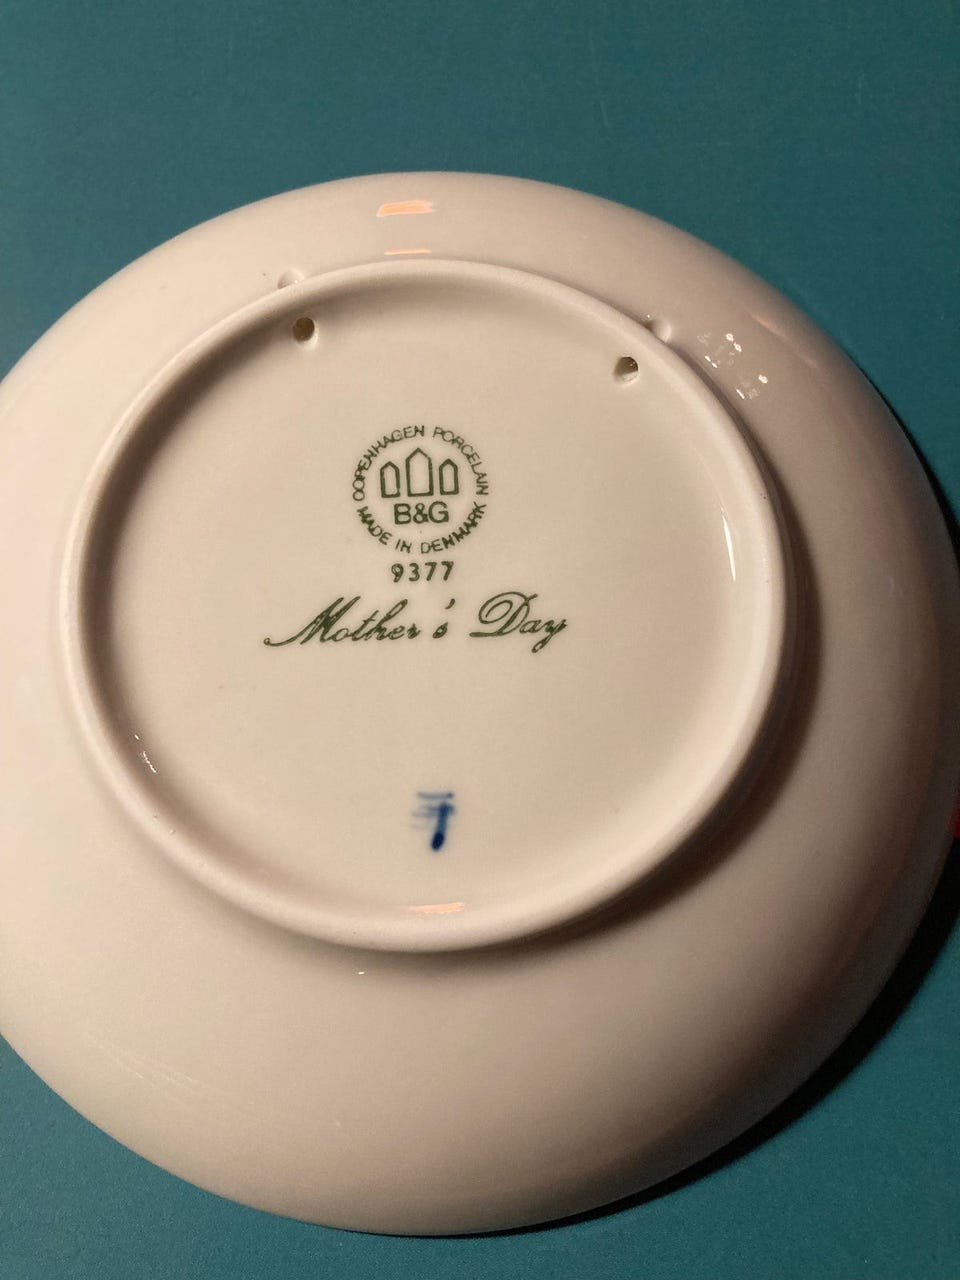 COPENHAGEN PORCELAIN
B&G
MADE IN DENMARK
9377
Mother's Day